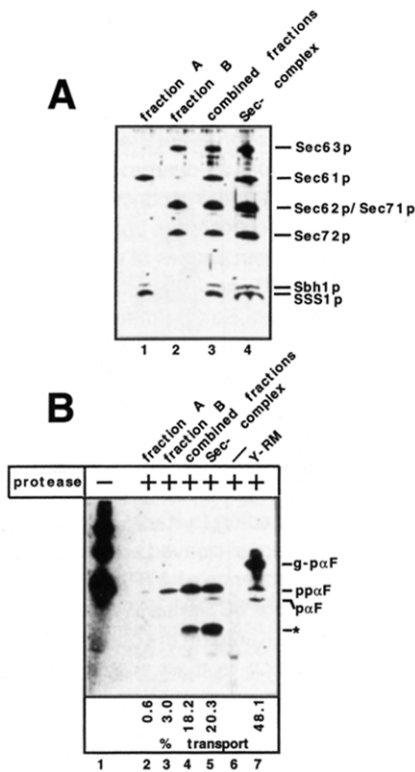 A
fraction A
fraction B
combined fractions
Sec-complex
Sec63p
Sec61p
Sec62p/Sec71p
Sec72p
Sbh1p
SSS1p
1 2 3 4
B
fraction A
fraction B
combined fractions
Sec-complex
—
Y-RM
protease — + + + + + +
g-pαF
ppαF
pαF
*
0.6 3.0 18.2 20.3 48.1
% transport
1 2 3 4 5 6 7